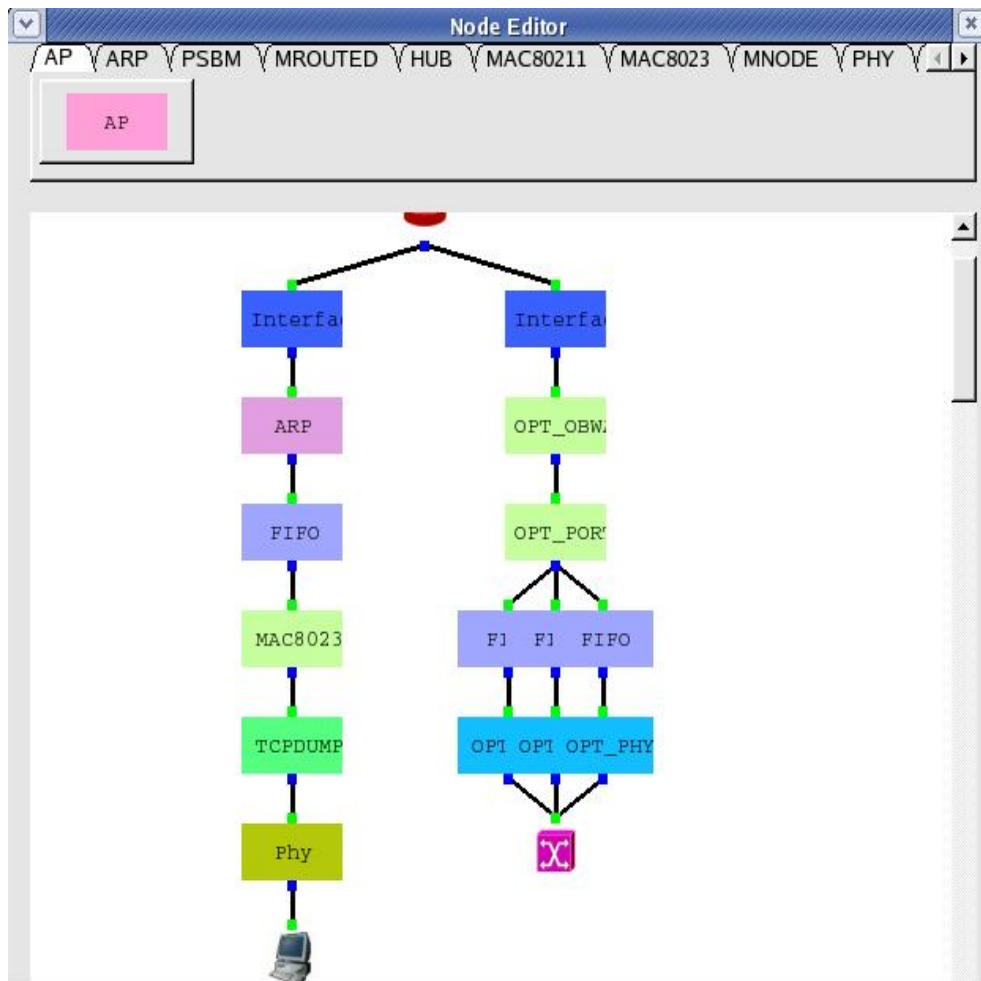 Node Editor
AP ARP PSBM MROUTED HUB MAC80211 MAC8023 MNODE PHY
AP
Interfa Interfa
ARP OPT_OBW
FIFO OPT_POR
MAC8023 FI FI FIFO
TCPDUMP OPT OPT OPT_PHY
Phy